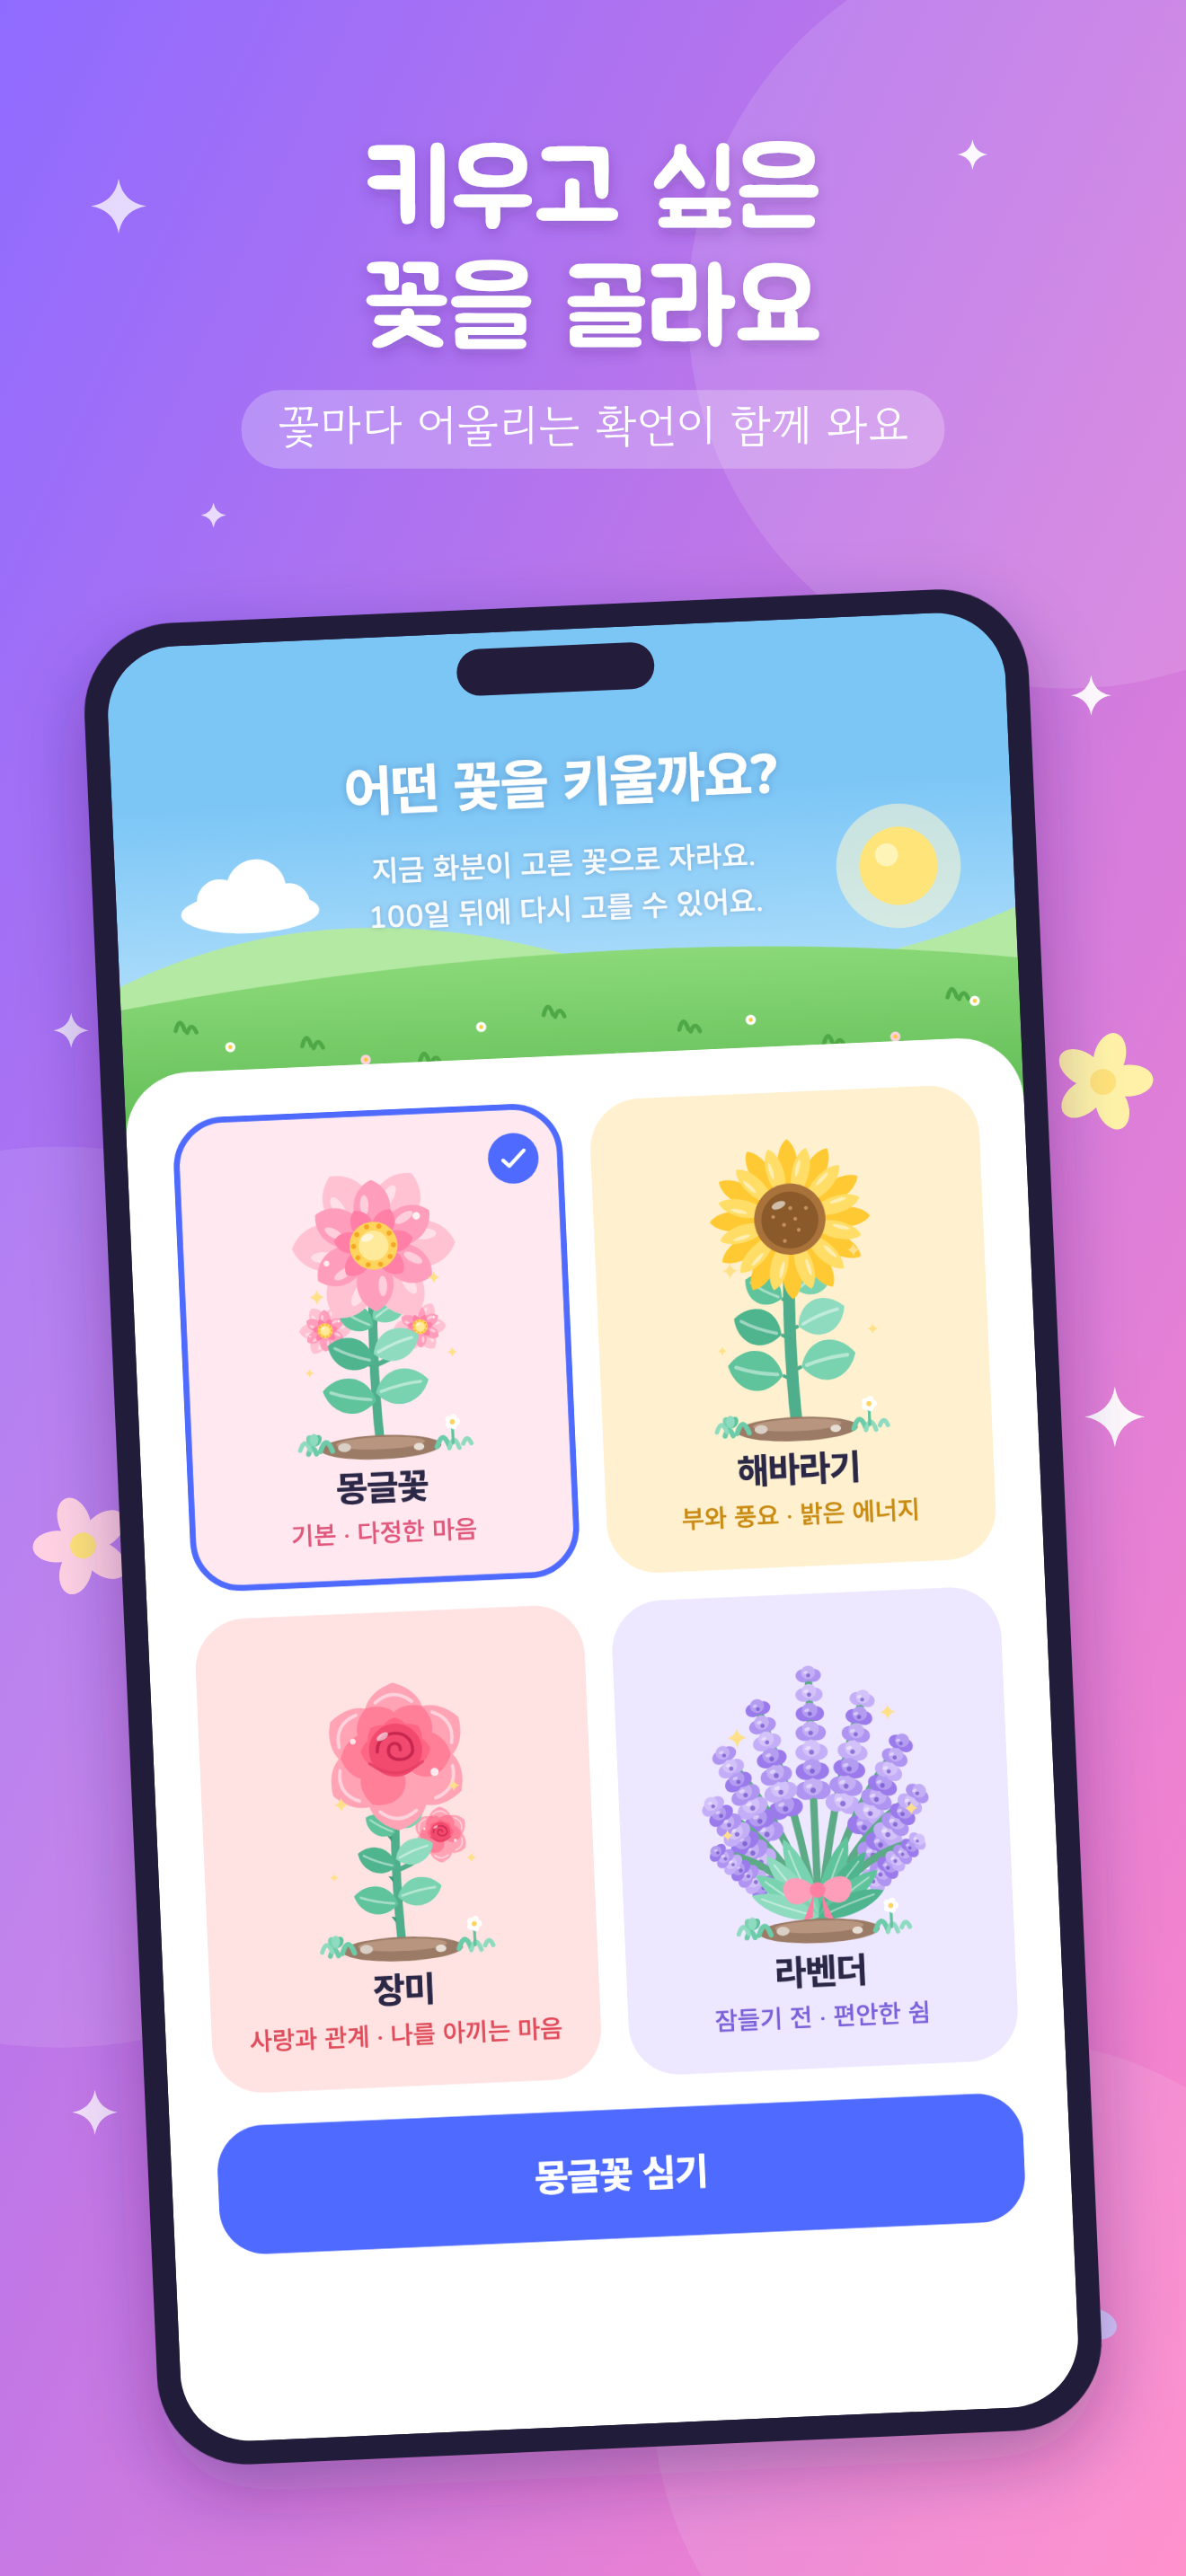 키우고 싶은
꽃을 골라요
꽃마다 어울리는 확언이 함께 와요
어떤 꽃을 키울까요?
지금 화분이 고른 꽃으로 자라요.
100일 뒤에 다시 고를 수 있어요.
몽글꽃
기본 · 다정한 마음
해바라기
부와 풍요 · 밝은 에너지
장미
사랑과 관계 · 나를 아끼는 마음
라벤더
잠들기 전 · 편안한 쉼
몽글꽃 심기